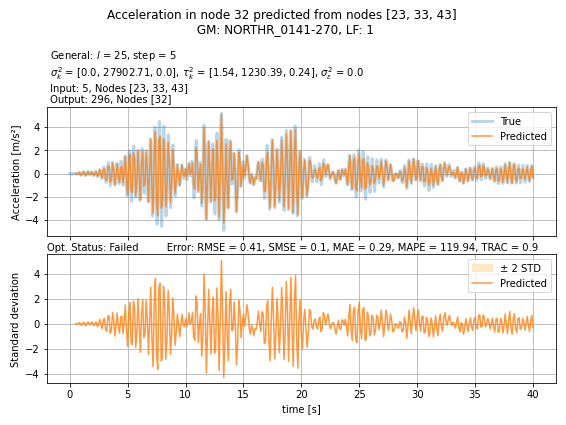 Acceleration in node 32 predicted from nodes [23, 33, 43]
GM: NORTHR_0141-270, LF: 1
General: l = 25, step = 5
σ²ₖ = [0.0, 27902.71, 0.0], τ²ₖ = [1.54, 1230.39, 0.24], σ²ₑ = 0.0
Input: 5, Nodes [23, 33, 43]
Output: 296, Nodes [32]
Acceleration [m/s²]
4
2
0
−2
−4
True
Predicted
Opt. Status: Failed Error: RMSE = 0.41, SMSE = 0.1, MAE = 0.29, MAPE = 119.94, TRAC = 0.9
Standard deviation
4
2
0
−2
−4
± 2 STD
Predicted
0 5 10 15 20 25 30 35 40
time [s]